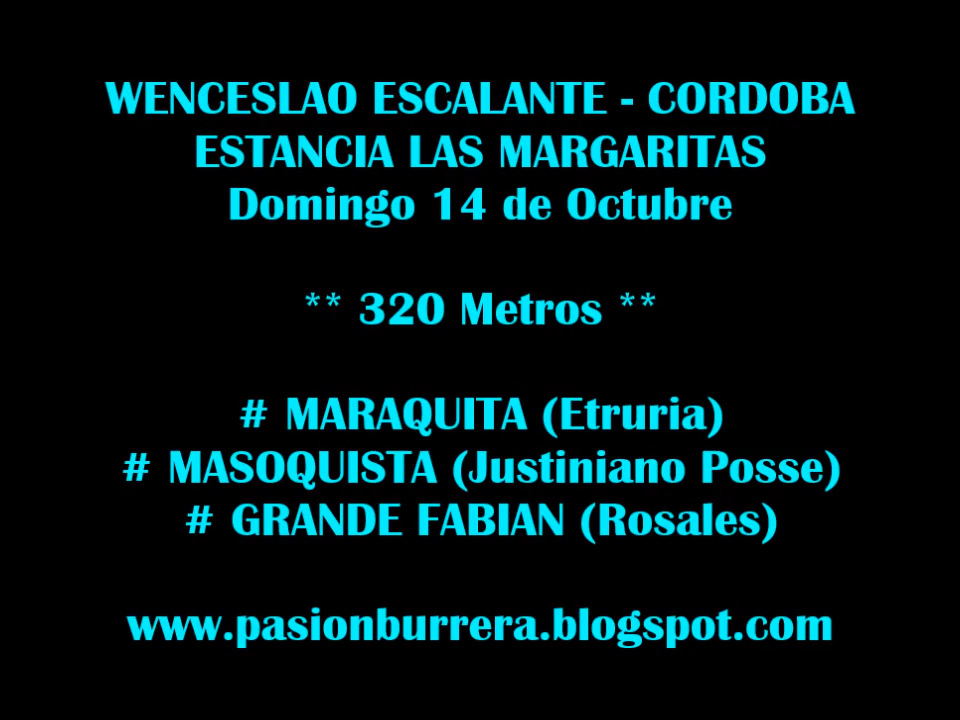 WENCESLAO ESCALANTE - CORDOBA
ESTANCIA LAS MARGARITAS
Domingo 14 de Octubre
** 320 Metros **
# MARAQUITA (Etruria)
# MASOQUISTA (Justiniano Posse)
# GRANDE FABIAN (Rosales)
www.pasionburrera.blogspot.com